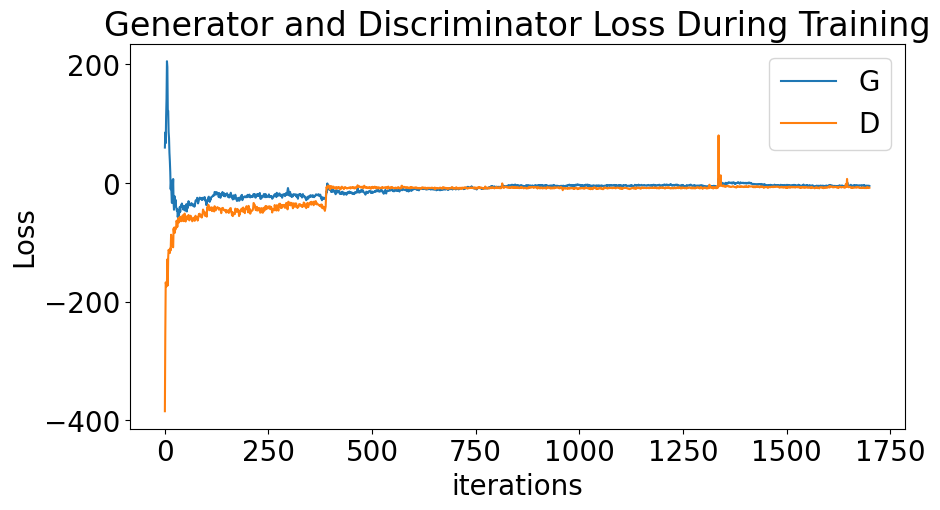 Generator and Discriminator Loss During Training
G
D
200
0
−200
−400
Loss
0 250 500 750 1000 1250 1500 1750
iterations